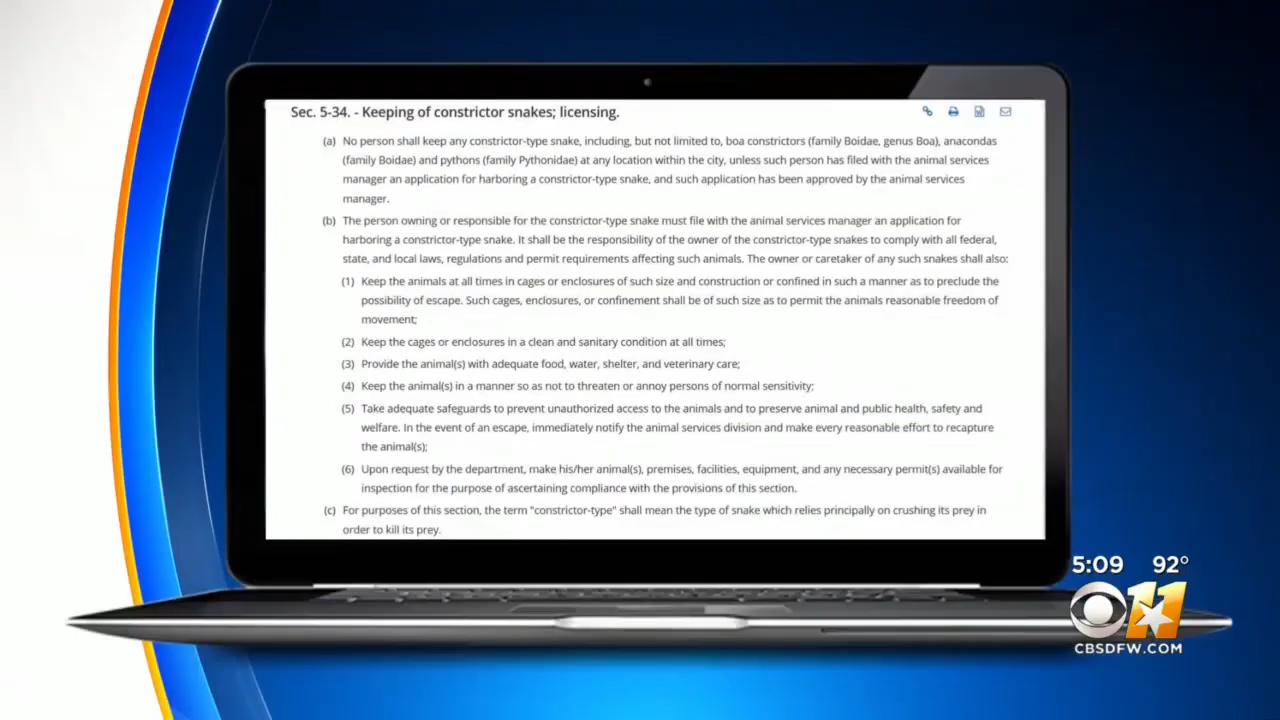 Sec. 5-34. - Keeping of constrictor snakes; licensing.
(a) No person shall keep any constrictor-type snake, including, but not limited to, boa constrictors (family Boidae, genus Boa), anacondas
(family Boidae) and pythons (family Pythonidae) at any location within the city, unless such person has filed with the animal services
manager an application for harboring a constrictor-type snake, and such application has been approved by the animal services
manager.
(b) The person owning or responsible for the constrictor-type snake must file with the animal services manager an application for
harboring a constrictor-type snake. It shall be the responsibility of the owner of the constrictor-type snakes to comply with all federal,
state, and local laws, regulations and permit requirements affecting such animals. The owner or caretaker of any such snakes shall also:
(1) Keep the animals at all times in cages or enclosures of such size and construction or confined in such a manner as to preclude the
possibility of escape. Such cages, enclosures, or confinement shall be of such size as to permit the animals reasonable freedom of
movement;
(2) Keep the cages or enclosures in a clean and sanitary condition at all times;
(3) Provide the animal(s) with adequate food, water, shelter, and veterinary care;
(4) Keep the animal(s) in a manner so as not to threaten or annoy persons of normal sensitivity;
(5) Take adequate safeguards to prevent unauthorized access to the animals and to preserve animal and public health, safety and
welfare. In the event of an escape, immediately notify the animal services division and make every reasonable effort to recapture
the animal(s);
(6) Upon request by the department, make his/her animal(s), premises, facilities, equipment, and any necessary permit(s) available for
inspection for the purpose of ascertaining compliance with the provisions of this section.
(c) For purposes of this section, the term "constrictor-type" shall mean the type of snake which relies principally on crushing its prey in
order to kill its prey.
5:09 92°
11
CBSDFW.COM